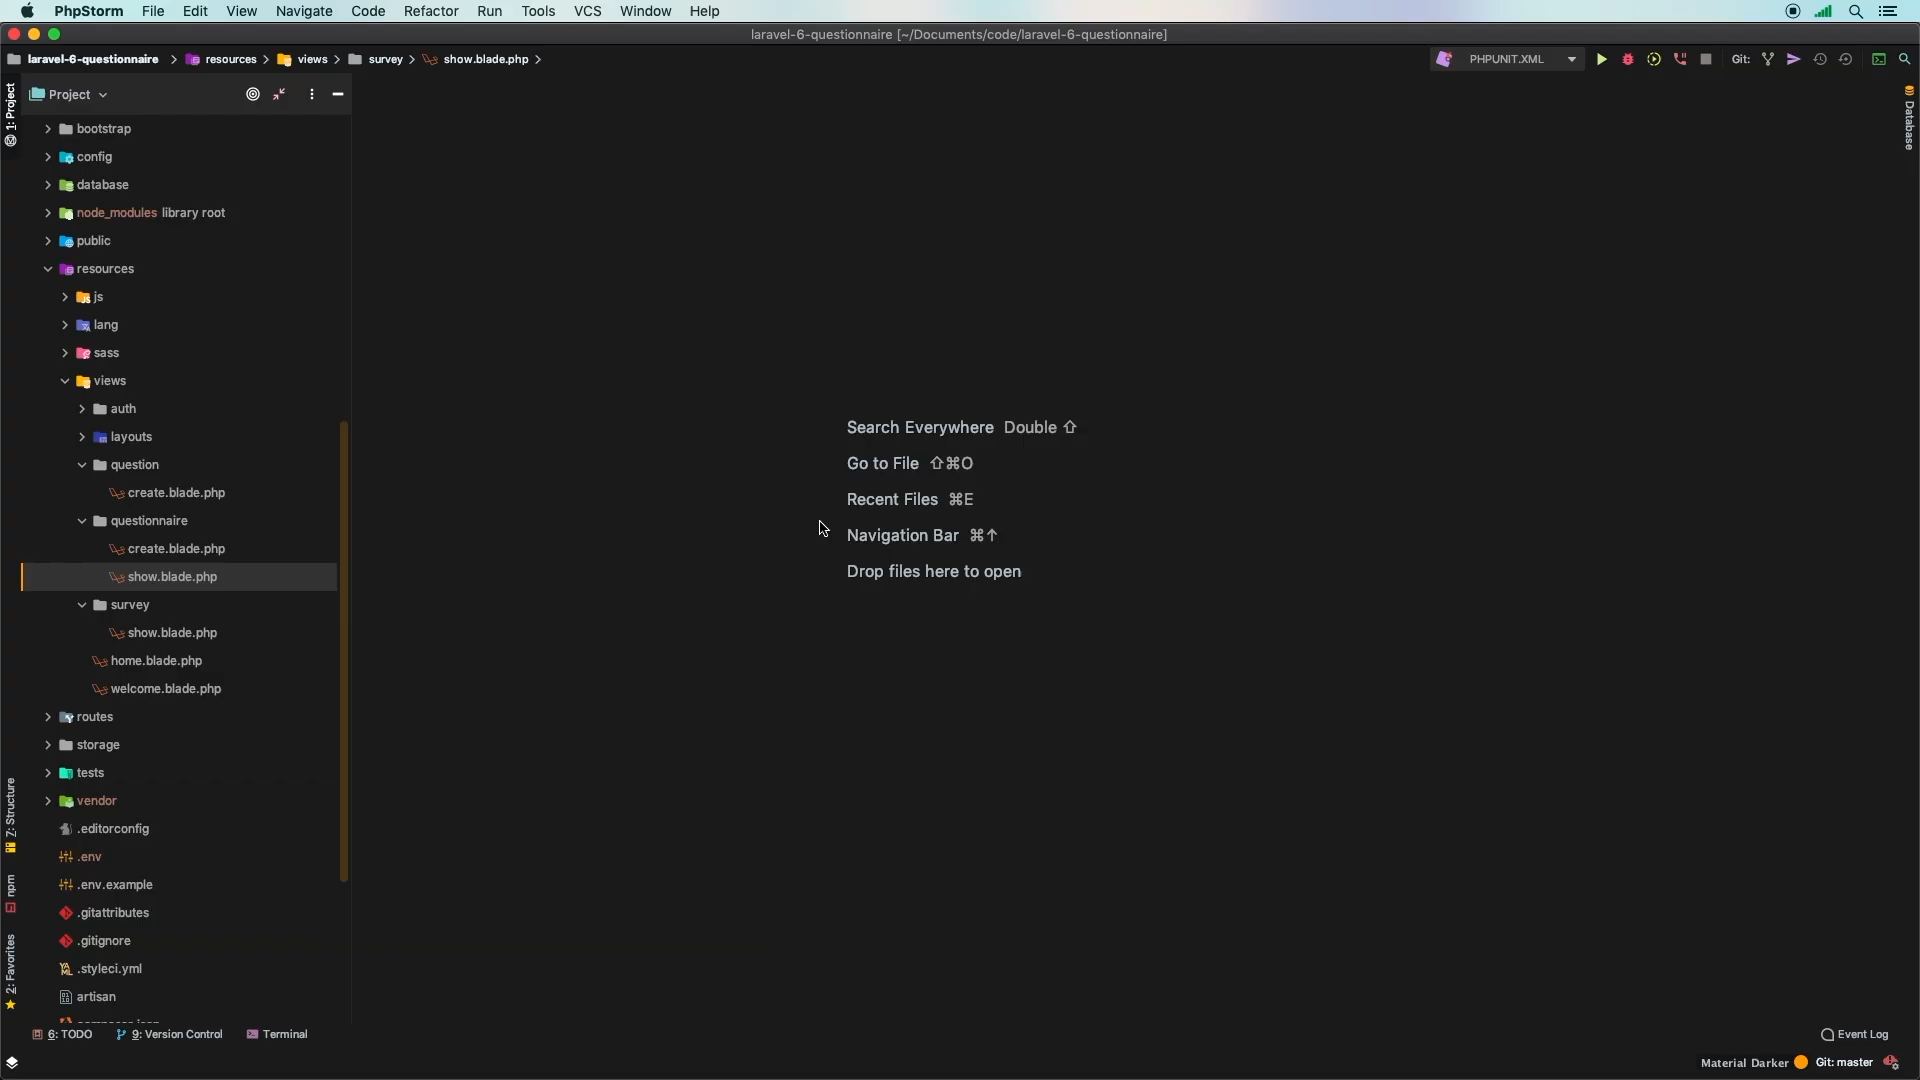 PhpStorm File Edit View Navigate Code Refactor Run Tools VCS Window Help
laravel-6-questionnaire [~/Documents/code/laravel-6-questionnaire]
laravel-6-questionnaire resources views survey show.blade.php
PHPUNIT.XML
Git:
1: Project
Project
bootstrap
config
database
node_modules library root
public
resources
js
lang
sass
views
auth
layouts
question
create.blade.php
questionnaire
create.blade.php
show.blade.php
survey
show.blade.php
home.blade.php
welcome.blade.php
routes
storage
tests
vendor
.editorconfig
.env
.env.example
.gitattributes
.gitignore
.styleci.yml
artisan
Search Everywhere Double ⇧
Go to File ⇧⌘O
Recent Files ⌘E
Navigation Bar ⌘↑
Drop files here to open
Database
7: Structure
npm
2: Favorites
6: TODO
9: Version Control
Terminal
Event Log
Material Darker
Git: master